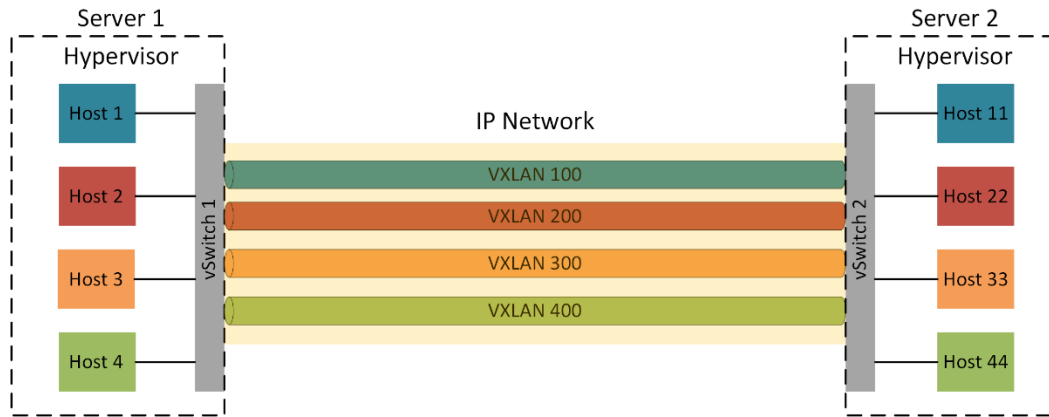 Server 1
Server 2
Hypervisor
Hypervisor
Host 1
Host 2
Host 3
Host 4
vSwitch 1
IP Network
VXLAN 100
VXLAN 200
VXLAN 300
VXLAN 400
vSwitch 2
Host 11
Host 22
Host 33
Host 44